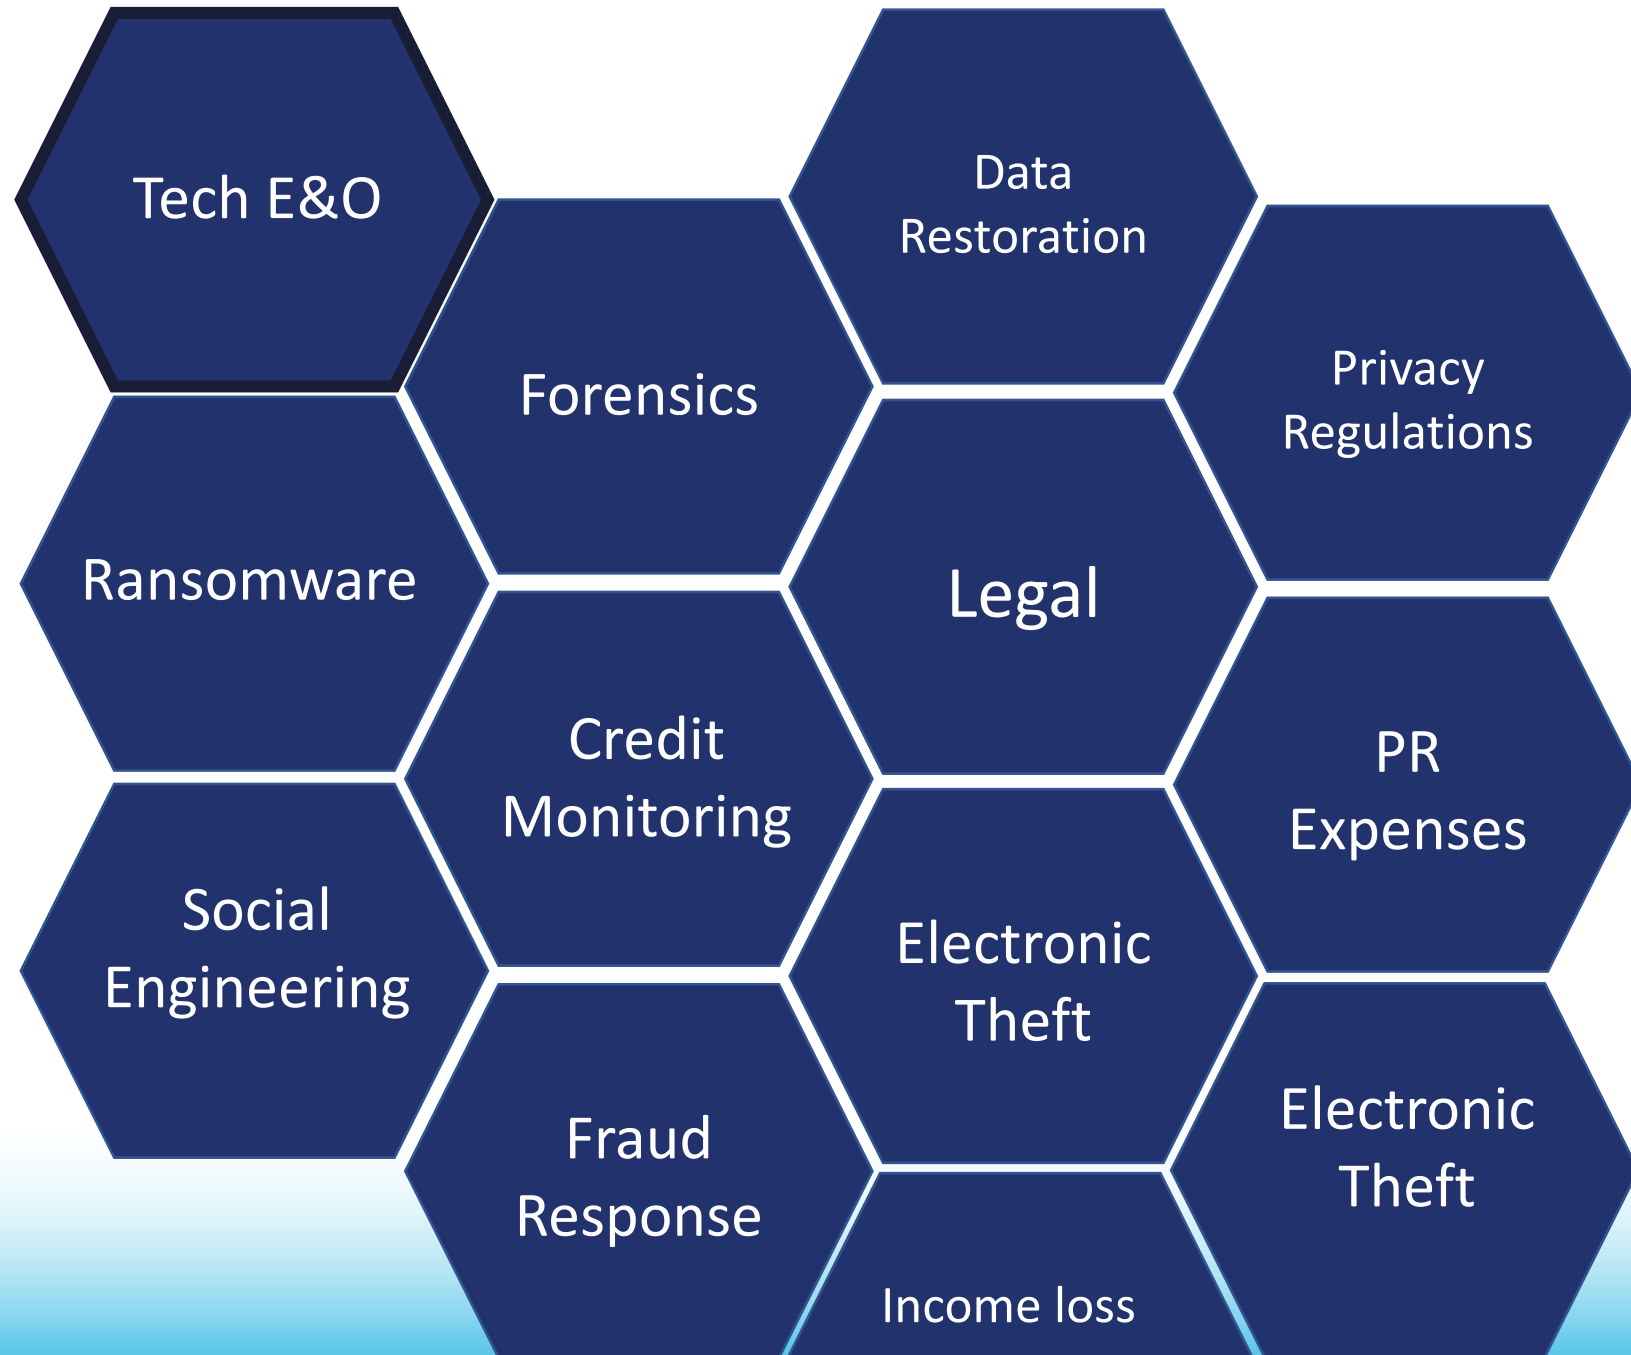 Tech E&O
Data
Restoration
Forensics
Privacy
Regulations
Ransomware
Legal
Credit
Monitoring
PR
Expenses
Social
Engineering
Electronic
Theft
Fraud
Response
Electronic
Theft
Income loss